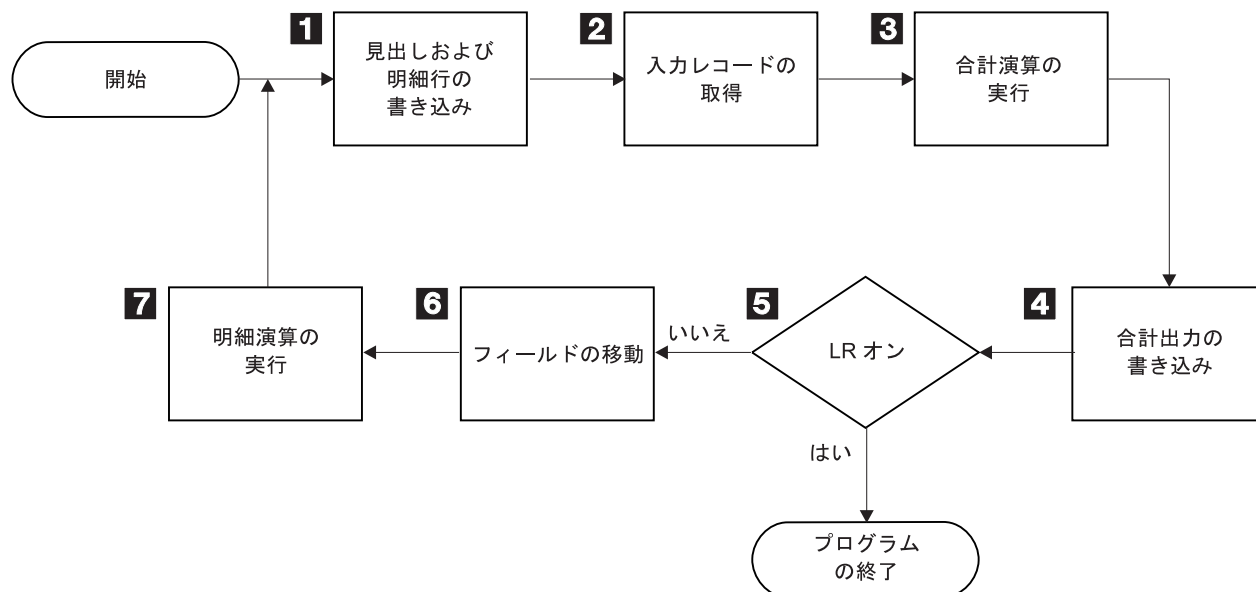 開始
1
見出しおよび
明細行の
書き込み
2
入力レコードの
取得
3
合計演算の
実行
4
合計出力の
書き込み
5
LR オン
いいえ
はい
6
フィールドの移動
7
明細演算の
実行
プログラム
の終了